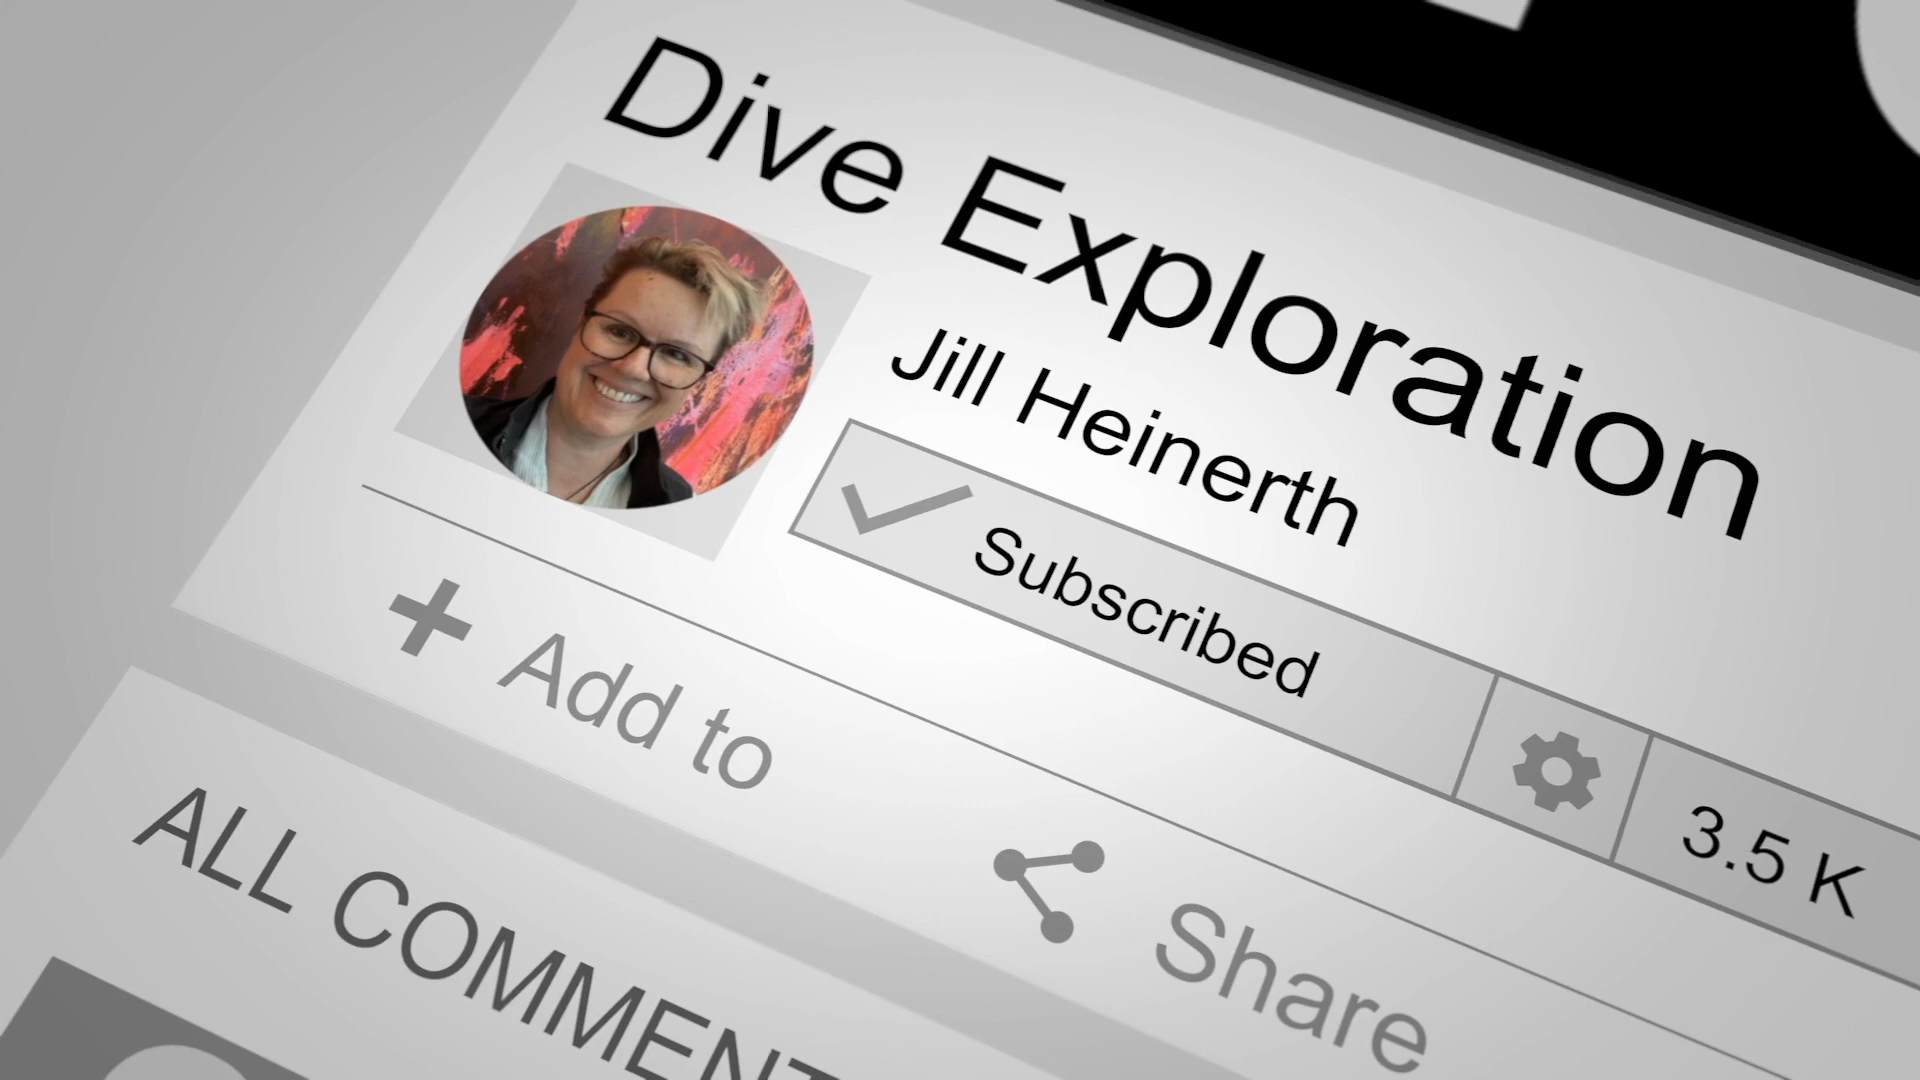 Dive Exploration
Jill Heinerth
Subscribed
3.5 K
Add to
Share
ALL COMMENT